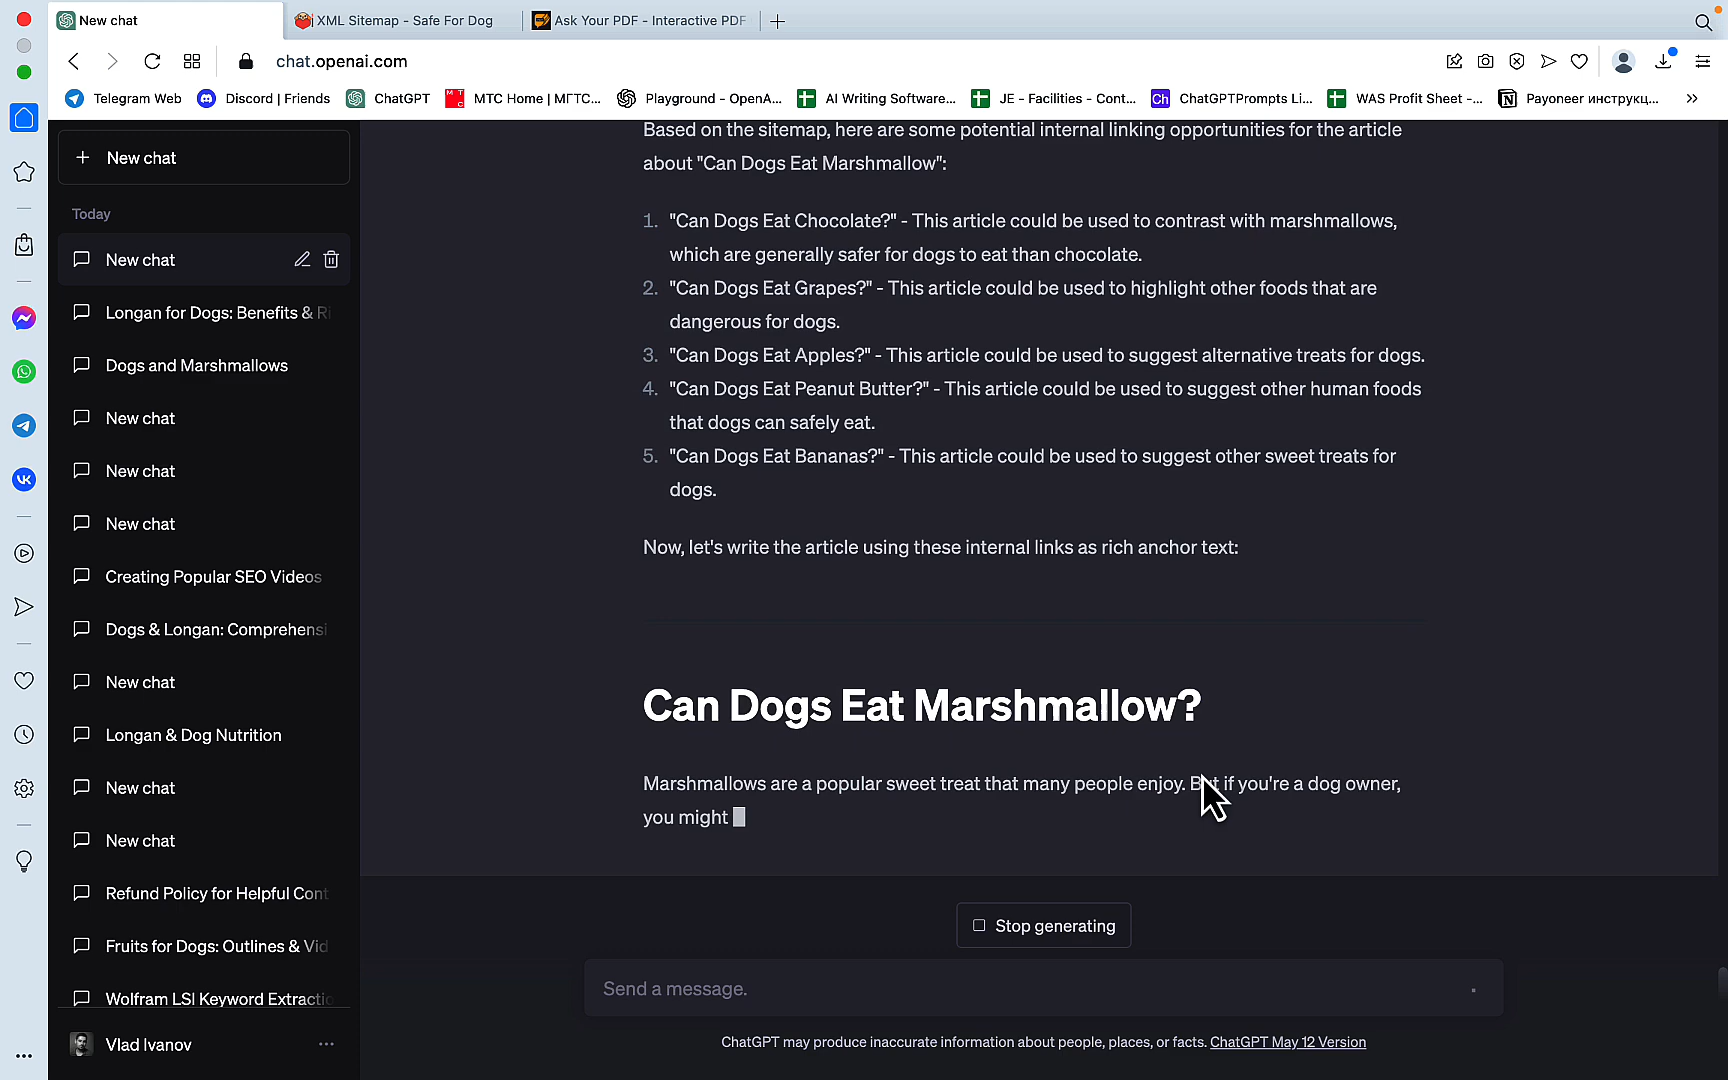 New chat
XML Sitemap - Safe For Dog
Ask Your PDF - Interactive PDF
chat.openai.com
Telegram Web
Discord | Friends
ChatGPT
МТС Home | МГТС...
Playground - OpenA...
AI Writing Software...
JE - Facilities - Cont...
Ch
ChatGPTPrompts Li...
WAS Profit Sheet -...
Payoneer инструкц...
New chat
Today
New chat
Longan for Dogs: Benefits & Ri
Dogs and Marshmallows
New chat
New chat
New chat
Creating Popular SEO Videos
Dogs & Longan: Comprehensi
New chat
Longan & Dog Nutrition
New chat
New chat
Refund Policy for Helpful Cont
Fruits for Dogs: Outlines & Vid
Wolfram LSI Keyword Extractio
Vlad Ivanov
Based on the sitemap, here are some potential internal linking opportunities for the article
about "Can Dogs Eat Marshmallow":
1. "Can Dogs Eat Chocolate?" - This article could be used to contrast with marshmallows,
which are generally safer for dogs to eat than chocolate.
2. "Can Dogs Eat Grapes?" - This article could be used to highlight other foods that are
dangerous for dogs.
3. "Can Dogs Eat Apples?" - This article could be used to suggest alternative treats for dogs.
4. "Can Dogs Eat Peanut Butter?" - This article could be used to suggest other human foods
that dogs can safely eat.
5. "Can Dogs Eat Bananas?" - This article could be used to suggest other sweet treats for
dogs.
Now, let's write the article using these internal links as rich anchor text:
Can Dogs Eat Marshmallow?
Marshmallows are a popular sweet treat that many people enjoy. But if you're a dog owner,
you might
Stop generating
Send a message.
ChatGPT may produce inaccurate information about people, places, or facts. ChatGPT May 12 Version